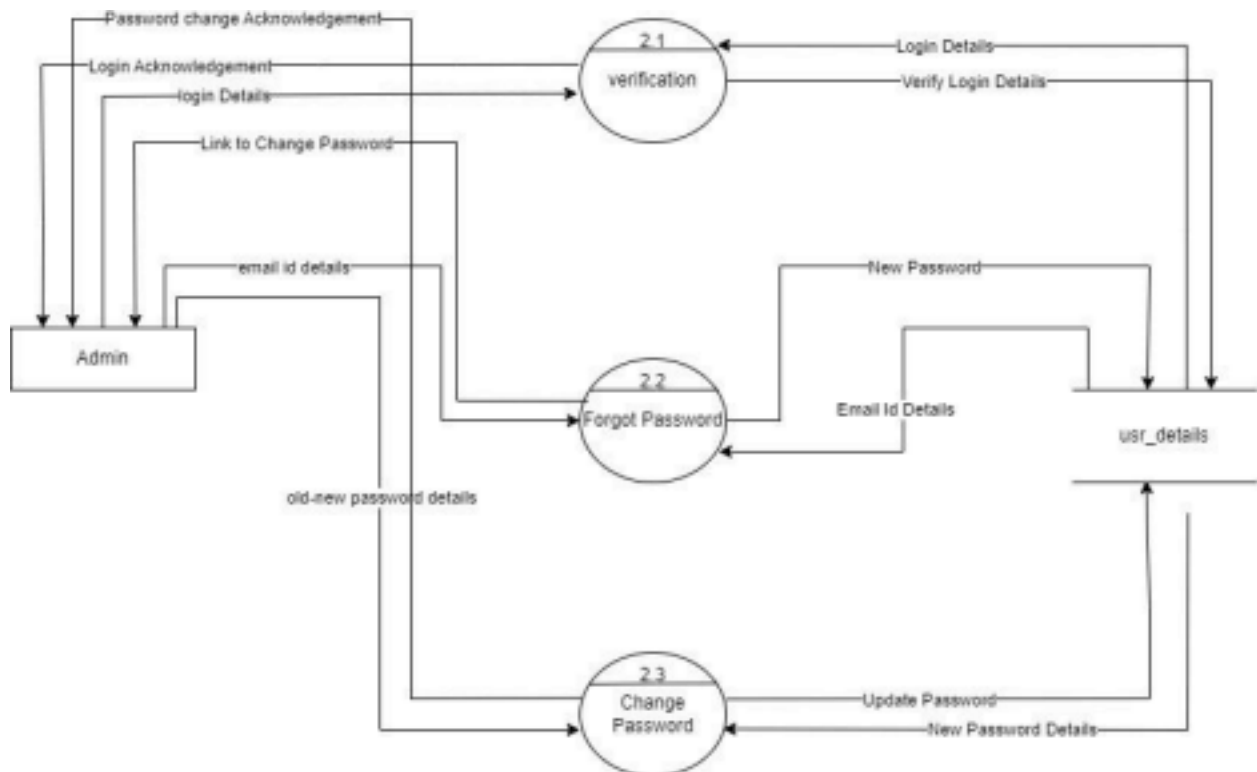 Password change Acknowledgement
2.1
Login Details
Login Acknowledgement
verification
Verify Login Details
login Details
Link to Change Password
email id details
New Password
Admin
2.2
Forgot Password
Email Id Details
usr_details
old-new password details
2.3
Change
Password
Update Password
New Password Details